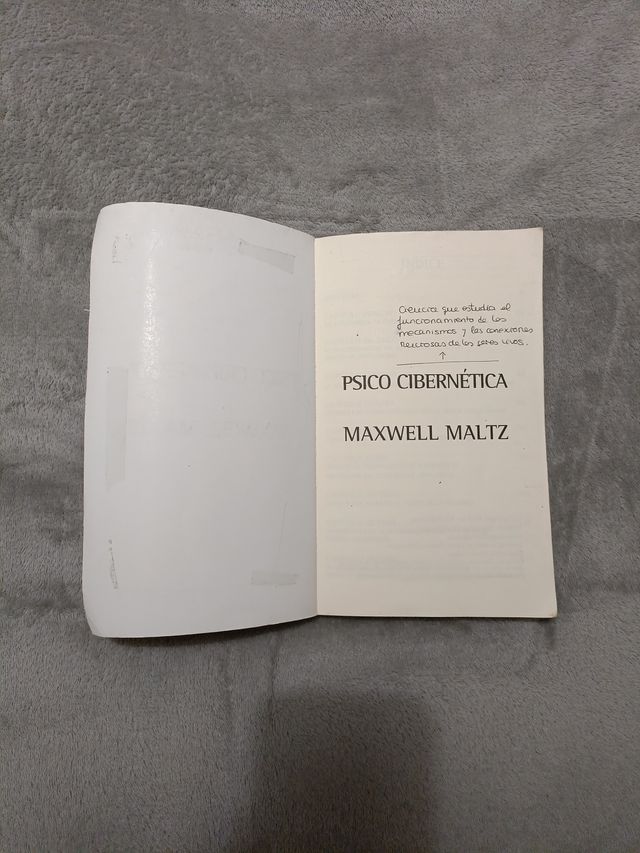 Ciencia que estudia el
funcionamiento de los
mecanismos y las conexiones
nerviosas de los seres vivos.
↑
PSICO CIBERNÉTICA
MAXWELL MALTZ